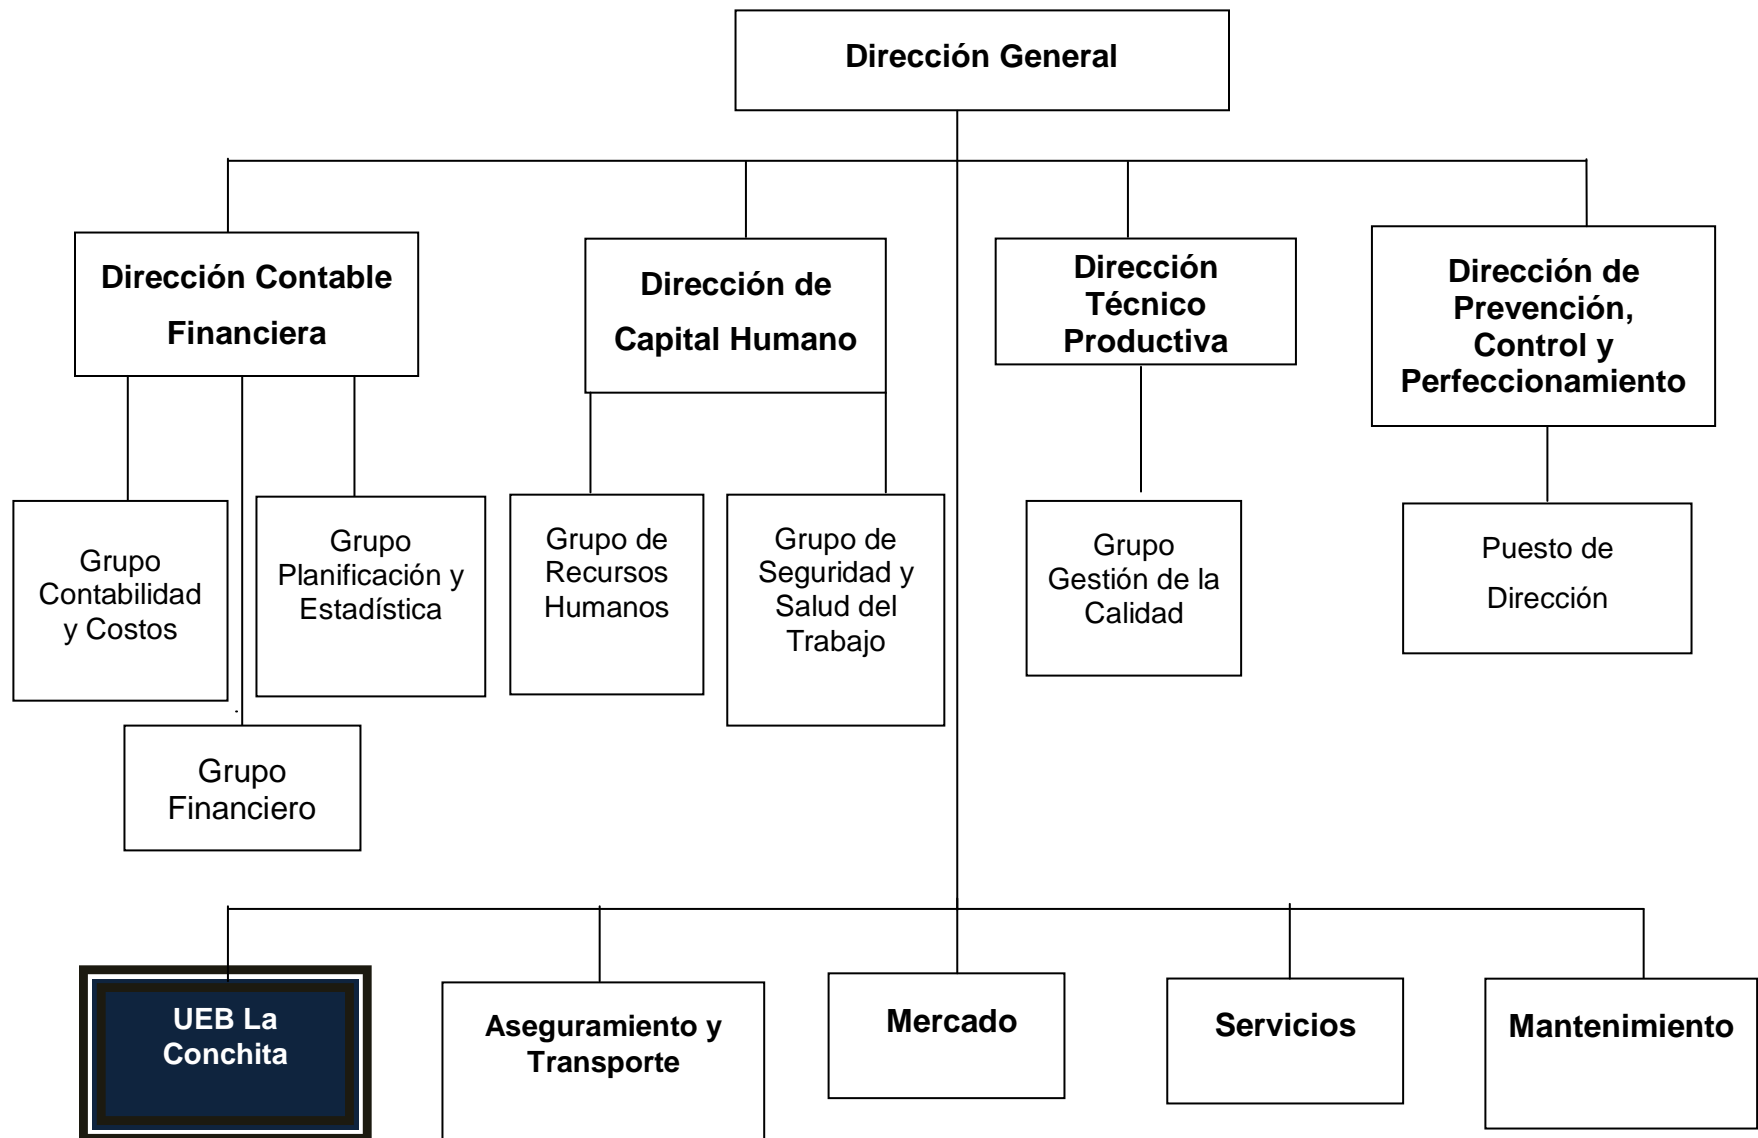 Dirección General
Dirección Contable
Financiera
Dirección de
Capital Humano
Dirección
Técnico
Productiva
Dirección de
Prevención,
Control y
Perfeccionamiento
Grupo
Contabilidad
y Costos
Grupo
Planificación y
Estadística
Grupo de
Recursos
Humanos
Grupo de
Seguridad y
Salud del
Trabajo
Grupo
Gestión de la
Calidad
Puesto de
Dirección
Grupo
Financiero
UEB La
Conchita
Aseguramiento y
Transporte
Mercado
Servicios
Mantenimiento